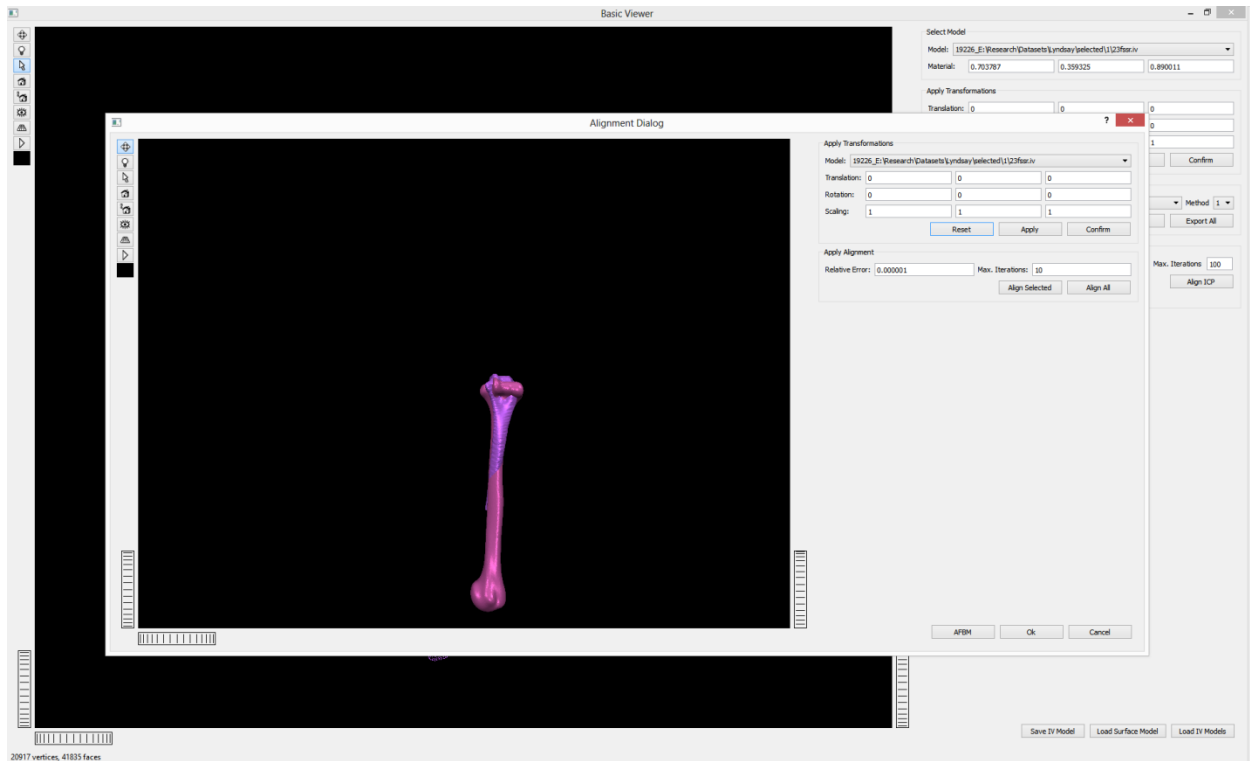 Basic Viewer
Select Model
Model: 19226_E:\Research\Datasets\Lyndsay\selected\1\23fssr.iv
Material: 0.703787 0.359325 0.890011
Apply Transformations
Translation: 0 0 0
0
1
Confirm
Method 1
Export All
Max. Iterations 100
Align ICP
Alignment Dialog
?
Apply Transformations
Model: 19226_E:\Research\Datasets\Lyndsay\selected\1\23fssr.iv
Translation: 0 0 0
Rotation: 0 0 0
Scaling: 1 1 1
Reset Apply Confirm
Apply Alignment
Relative Error: 0.000001 Max. Iterations: 10
Align Selected Align All
AFBM Ok Cancel
Save IV Model Load Surface Model Load IV Models
20917 vertices, 41835 faces